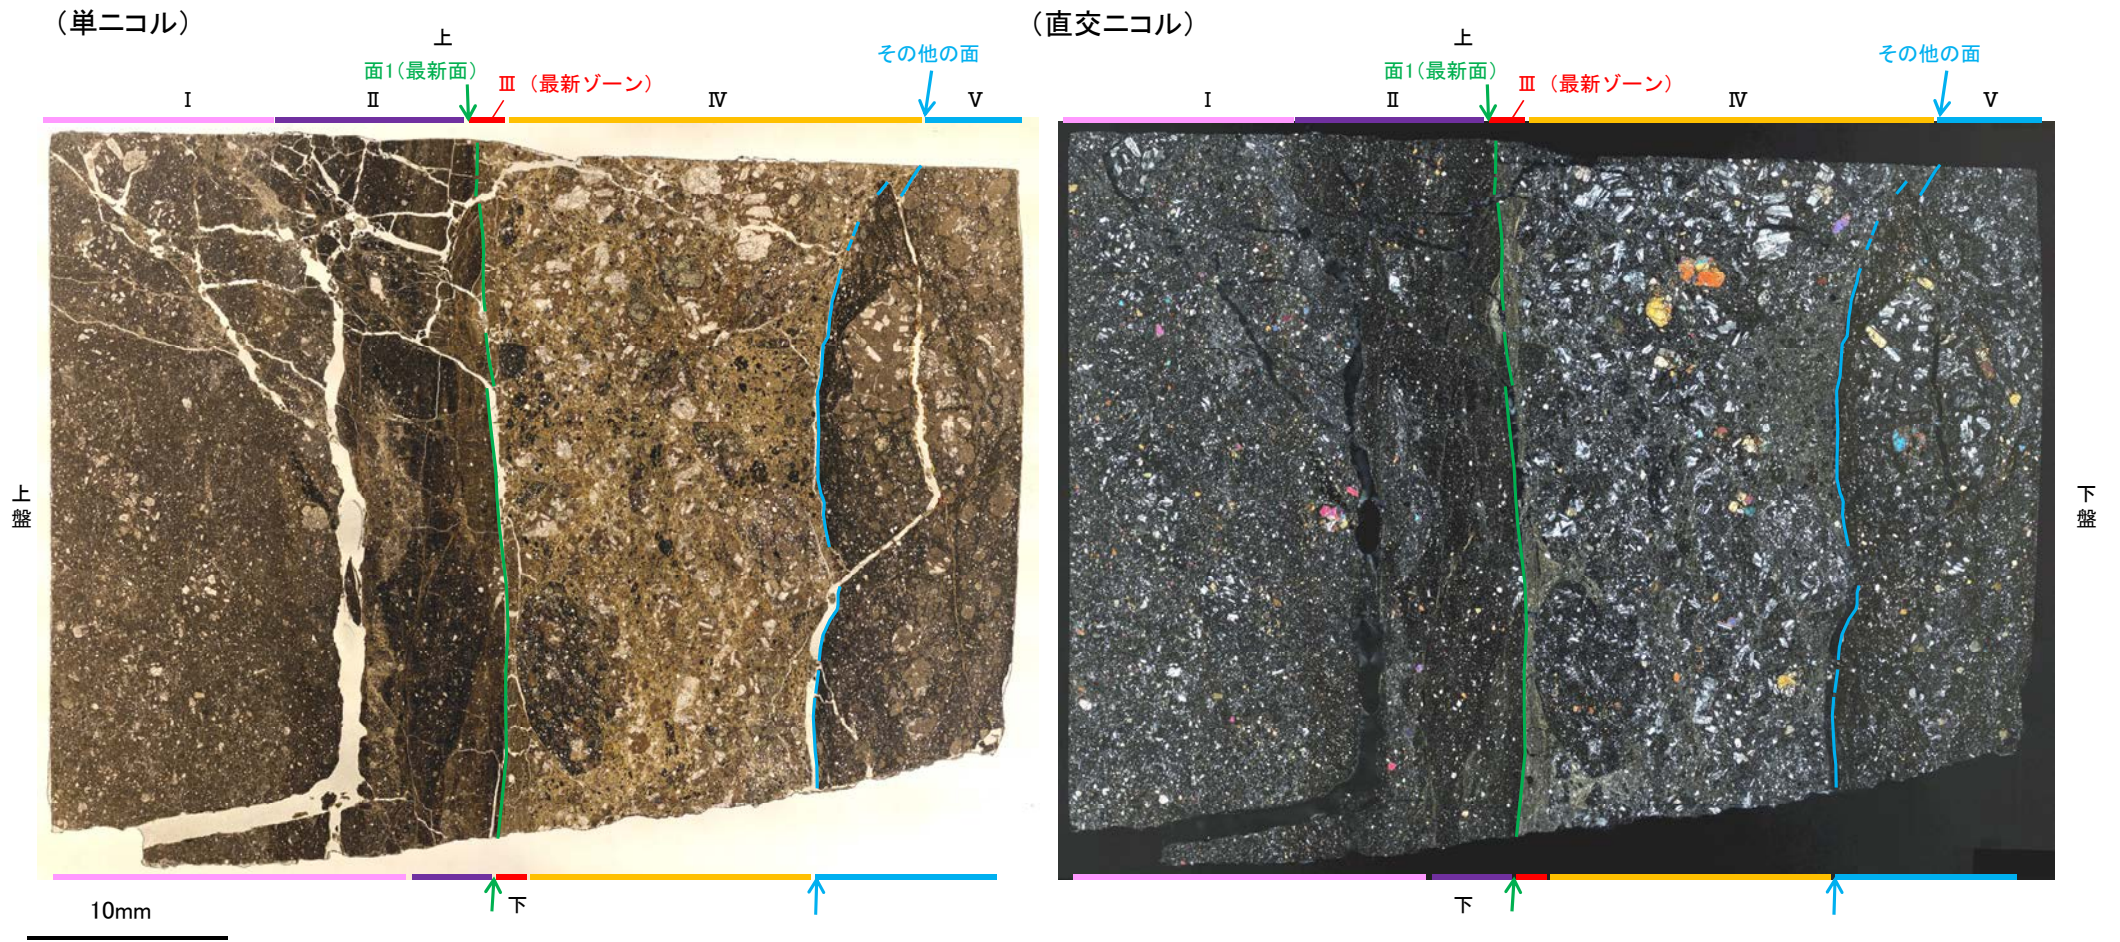 （単ニコル）
上
面1（最新面）
Ⅲ（最新ゾーン）
その他の面
Ⅰ
Ⅱ
Ⅳ
Ⅴ
上盤
下
10mm
（直交ニコル）
上
面1（最新面）
Ⅲ（最新ゾーン）
その他の面
Ⅰ
Ⅱ
Ⅳ
Ⅴ
下盤
下